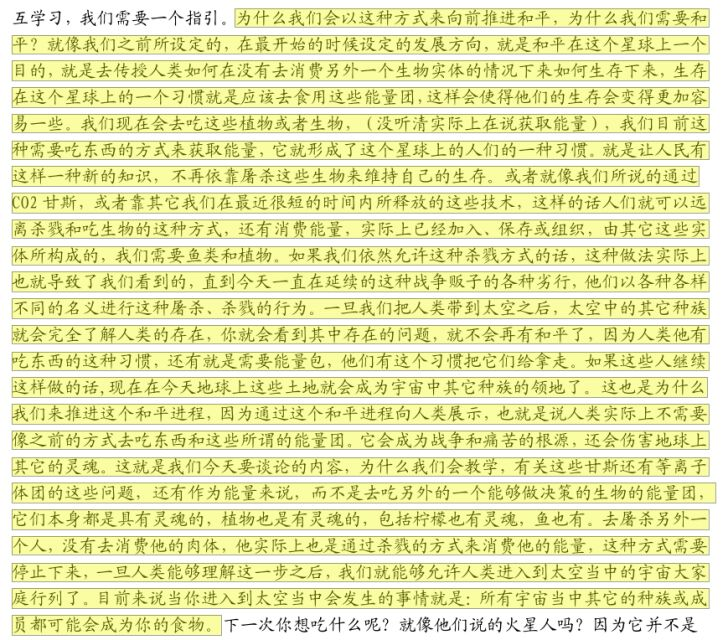 互学习，我们需要一个指引。为什么我们会以这种方式来向前推进和平，为什么我们需要和
平？就像我们之前所设定的，在最开始的时候设定的发展方向，就是和平在这个星球上一个
目的，就是去传授人类如何在没有去消费另外一个生物实体的情况下来如何生存下来，生存
在这个星球上的一个习惯就是应该去食用这些能量团，这样会使得他们的生存会变得更加容
易一些。我们现在会去吃这些植物或者生物，（没听清实际上在说获取能量），我们目前这
种需要吃东西的方式来获取能量，它就形成了这个星球上的人们的一种习惯。就是让人民有
这样一种新的知识，不再依靠屠杀这些生物来维持自己的生存。或者就像我们所说的通过
CO2 甘斯，或者靠其它我们在最近很短的时间内所释放的这些技术，这样的话人们就可以远
离杀戮和吃生物的这种方式，还有消费能量，实际上已经加入、保存或组织，由其它这些实
体所构成的，我们需要鱼类和植物。如果我们依然允许这种杀戮方式的话，这种做法实际上
也就导致了我们看到的，直到今天一直在延续的这种战争贩子的各种劣行，他们以各种各样
不同的名义进行这种屠杀、杀戮的行为。一旦我们把人类带到太空之后，太空中的其它种族
就会完全了解人类的存在，你就会看到其中存在的问题，就不会再有和平了，因为人类他有
吃东西的这种习惯，还有就是需要能量包，他们有这个习惯把它们给拿走。如果这些人继续
这样做的话，现在在今天地球上这些土地就会成为宇宙中其它种族的领地了。这也是为什么
我们来推进这个和平进程，因为通过这个和平进程向人类展示，也就是说人类实际上不需要
像之前的方式去吃东西和这些所谓的能量团。它会成为战争和痛苦的根源，还会伤害地球上
其它的灵魂。这就是我们今天要谈论的内容，为什么我们会教学，有关这些甘斯还有等离子
体团的这些问题，还有作为能量来说，而不是去吃另外的一个能够做决策的生物的能量团，
它们本身都是具有灵魂的，植物也是有灵魂的，包括柠檬也有灵魂，鱼也有。去屠杀另外一
个人，没有去消费他的肉体，他实际上也是通过杀戮的方式来消费他的能量，这种方式需要
停止下来，一旦人类能够理解这一步之后，我们就能够允许人类进入到太空当中的宇宙大家
庭行列了。目前来说当你进入到太空当中会发生的事情就是：所有宇宙当中其它的种族或成
员都可能会成为你的食物。下一次你想吃什么呢？就像他们说的火星人吗？因为它并不是